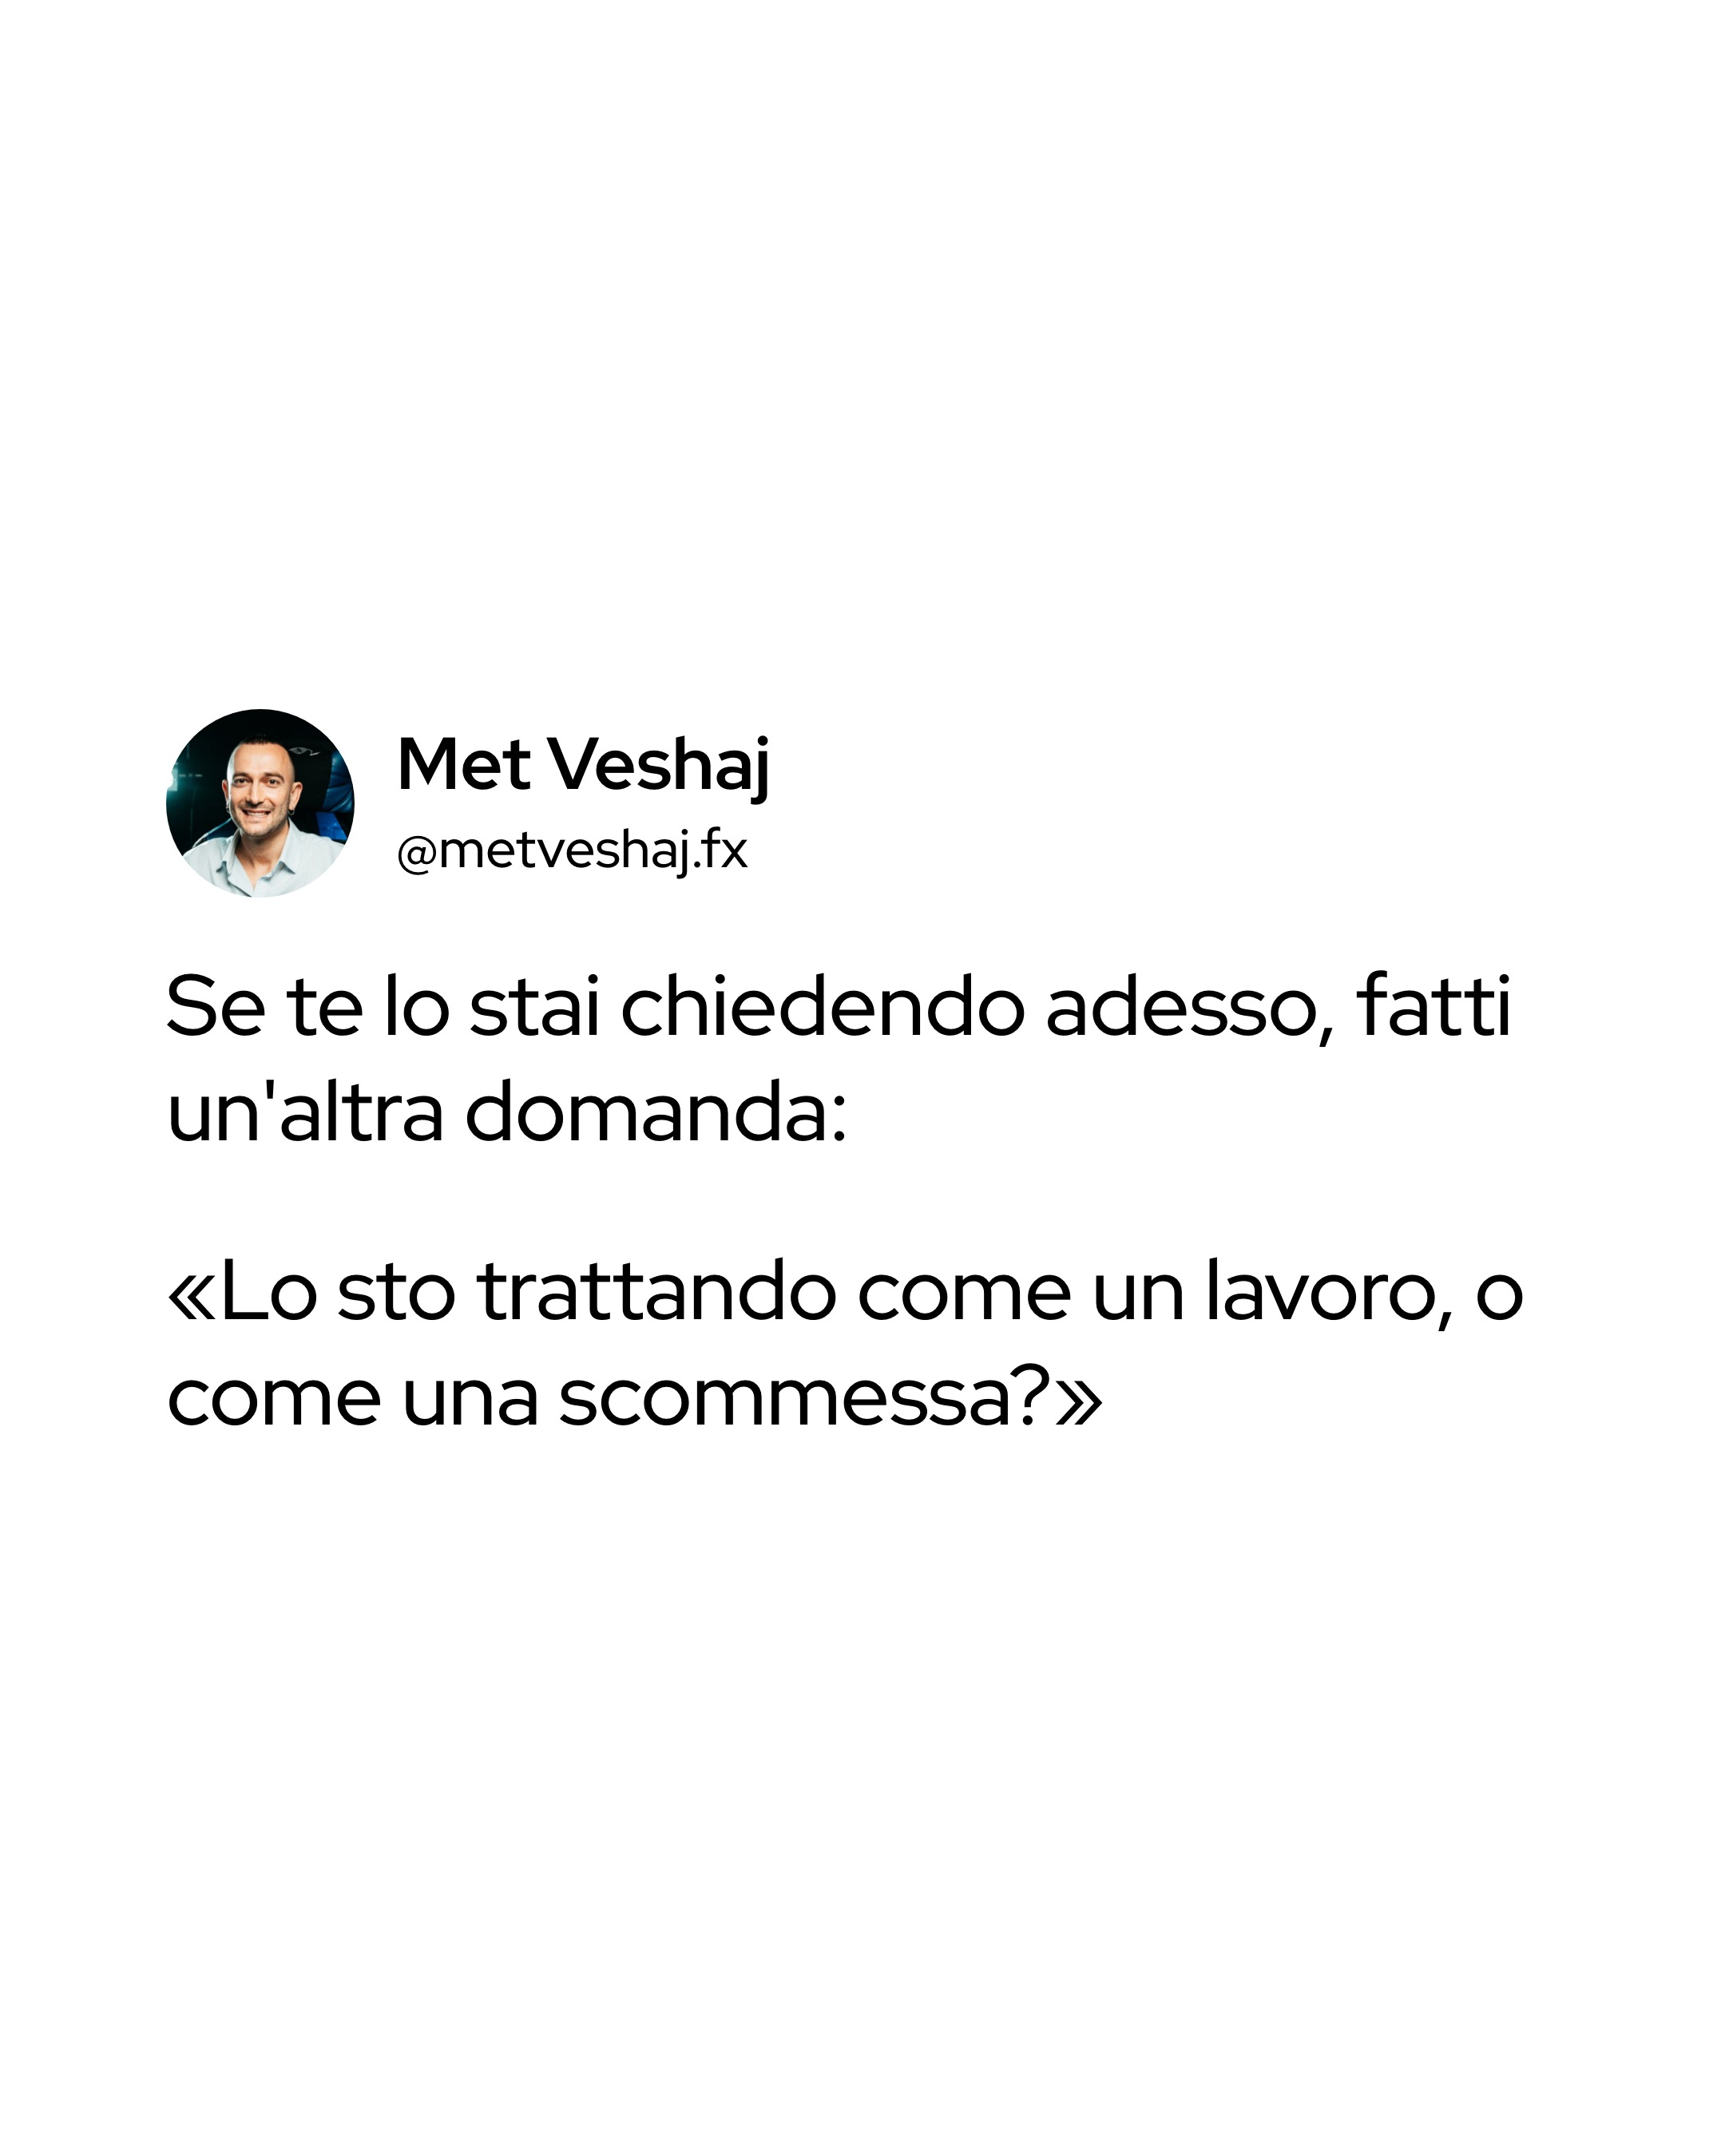 Met Veshaj
@metveshaj.fx
Se te lo stai chiedendo adesso, fatti
un'altra domanda:
«Lo sto trattando come un lavoro, o
come una scommessa?»